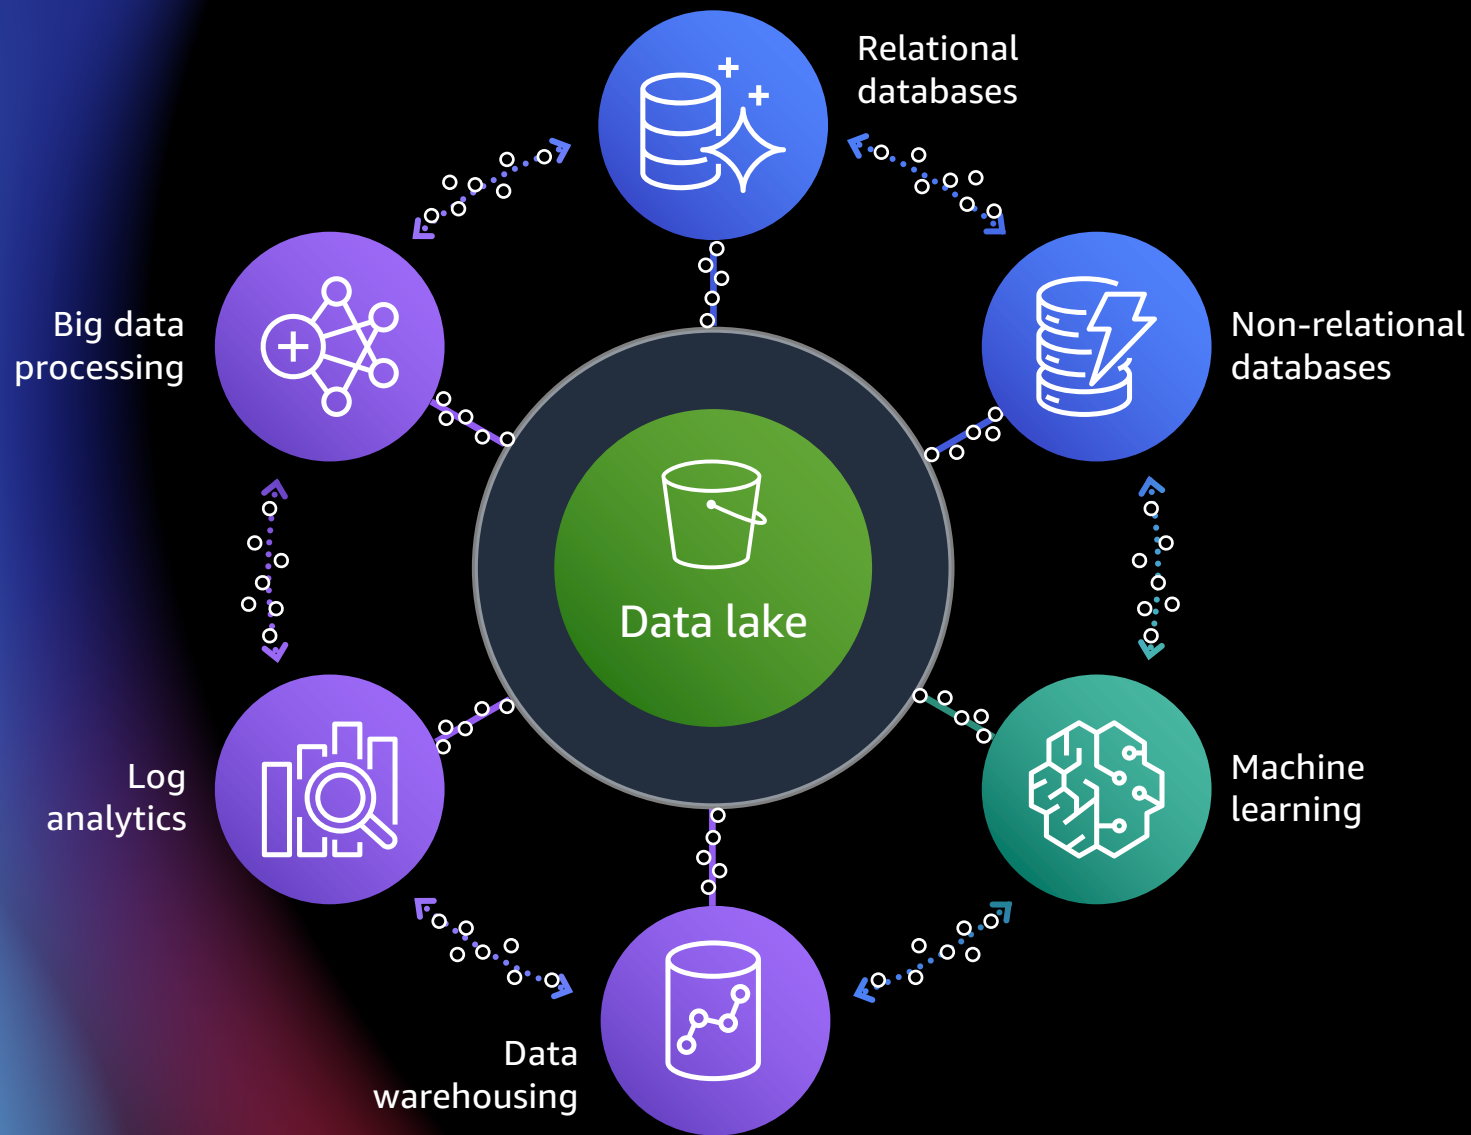 Relational
databases
Big data
processing
Non-relational
databases
Data lake
Log
analytics
Machine
learning
Data
warehousing